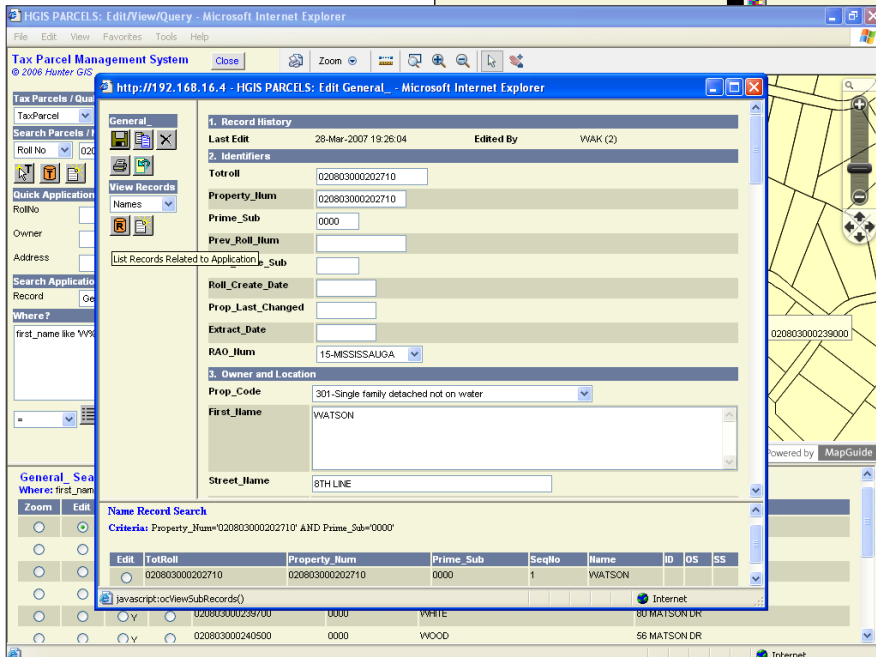 HGIS PARCELS: Edit/View/Query - Microsoft Internet Explorer
File Edit View Favorites Tools Help
Tax Parcel Management System Close Zoom
© 2006 Hunter GIS
http://192.168.16.4 - HGIS PARCELS: Edit General_ - Microsoft Internet Explorer
Tax Parcels / Qua
TaxParcel
Search Parcels /
Roll No 020
Quick Application
RollNo
Owner
Address
Search Applicatio
Record Ge
Where?
first_name like 'W%
=
General_
View Records
Names
List Records Related to Application
1. Record History
Last Edit 28-Mar-2007 19:26:04 Edited By WAK (2)
2. Identifiers
Totroll 020803000202710
Property_Num 020803000202710
Prime_Sub 0000
Prev_Roll_Num
e_Sub
Roll_Create_Date
Prop_Last_Changed
Extract_Date
RAO_Num 15-MISSISSAUGA
3. Owner and Location
Prop_Code 301-Single family detached not on water
First_Name WATSON
Street_Name 8TH LINE
020803000239000
Powered by MapGuide
General_ Sea
Where: first_nam
Zoom Edit
Name Record Search
Criteria: Property_Num='020803000202710' AND Prime_Sub='0000'
Edit TotRoll Property_Num Prime_Sub SeqNo Name ID OS SS
020803000202710 020803000202710 0000 1 WATSON
javascript:ocViewSubRecords() Internet
Y 020803000239700 0000 WHITE 80 MATSON DR
Y 020803000240500 0000 WOOD 56 MATSON DR
Internet